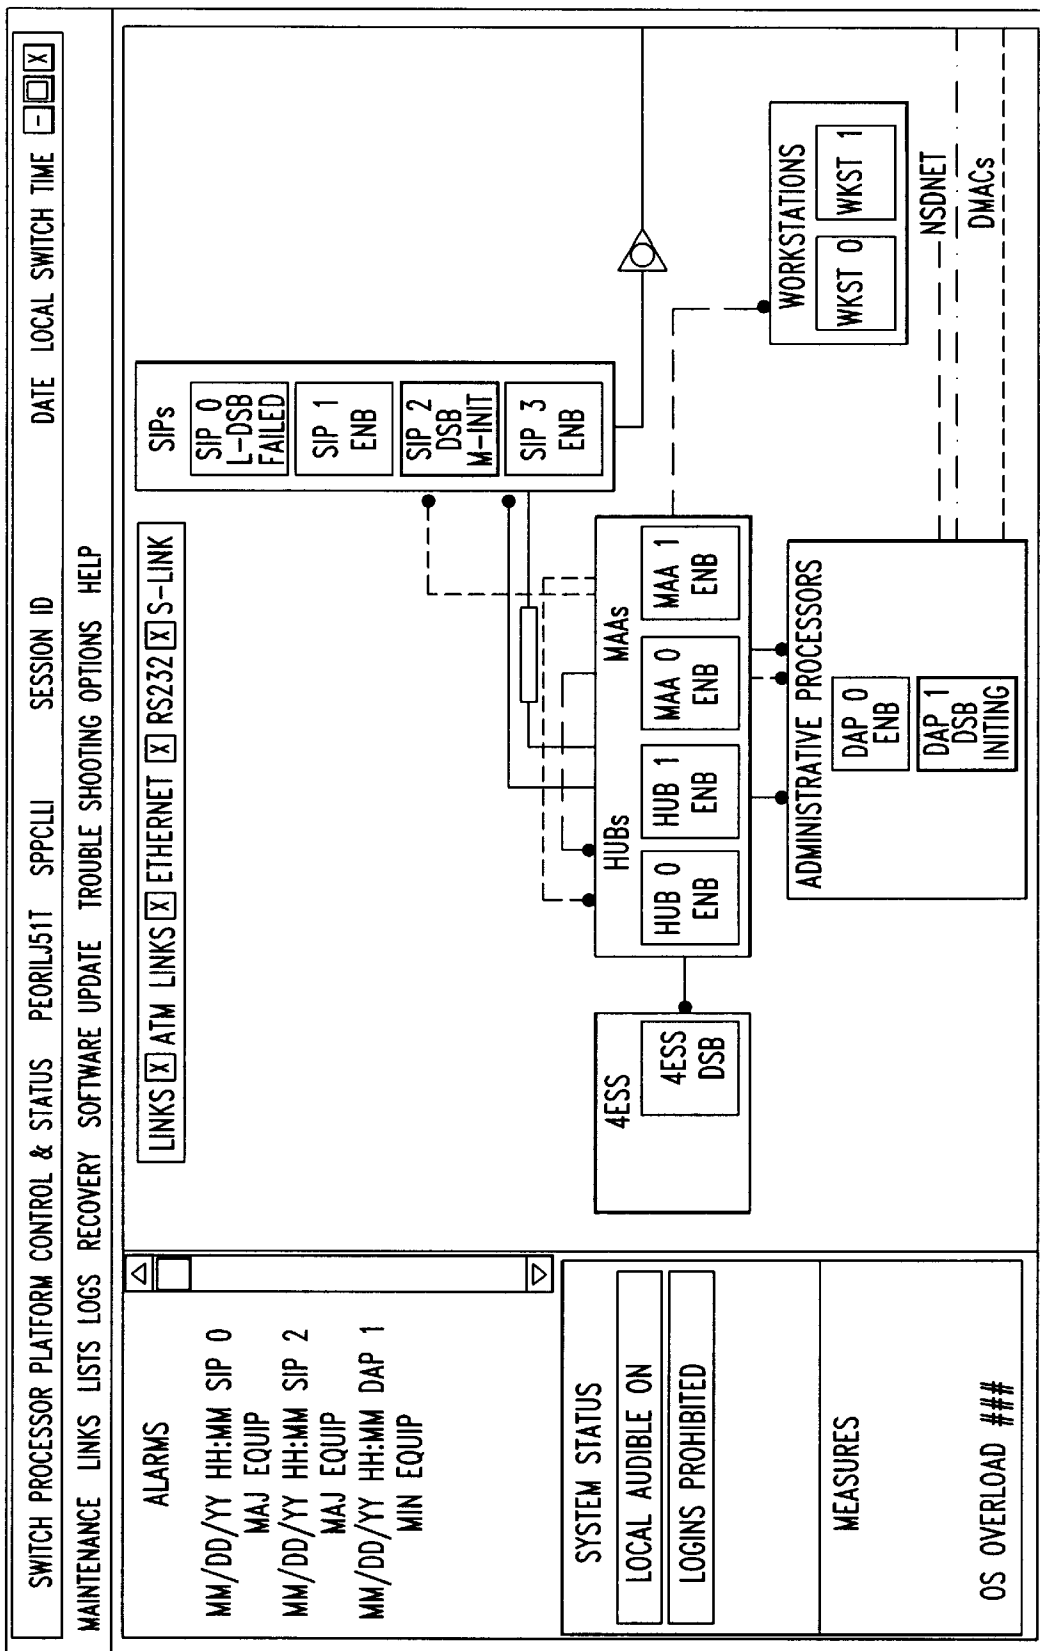 SWITCH PROCESSOR PLATFORM CONTROL & STATUS PEORILJ51T SPPCLLI SESSION ID DATE LOCAL SWITCH TIME - X
MAINTENANCE LINKS LISTS LOGS RECOVERY SOFTWARE UPDATE TROUBLE SHOOTING OPTIONS HELP
ALARMS
MM/DD/YY HH:MM SIP 0
MAJ EQUIP
MM/DD/YY HH:MM SIP 2
MAJ EQUIP
MM/DD/YY HH:MM DAP 1
MIN EQUIP
SYSTEM STATUS
LOCAL AUDIBLE ON
LOGINS PROHIBITED
MEASURES
OS OVERLOAD ###
LINKS X ATM LINKS X ETHERNET X RS232 X S-LINK
SIPs
SIP 0
L-DSB
FAILED
SIP 1
ENB
SIP 2
DSB
M-INIT
SIP 3
ENB
4ESS
4ESS
DSB
HUBs
HUB 0
ENB
HUB 1
ENB
MAAs
MAA 0
ENB
MAA 1
ENB
WORKSTATIONS
WKST 0
WKST 1
ADMINISTRATIVE PROCESSORS
DAP 0
ENB
DAP 1
DSB
INITING
NSDNET
DMACs